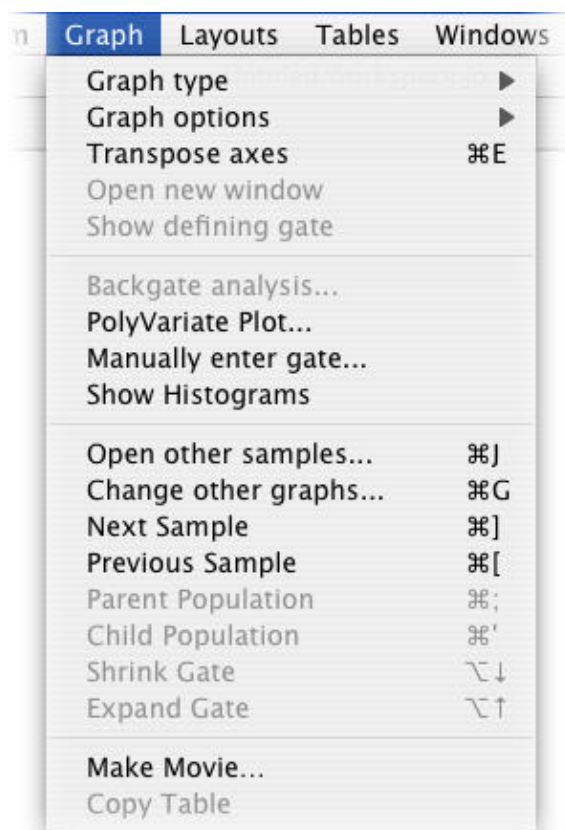 Graph Layouts Tables Windows
Graph type ▶
Graph options ▶
Transpose axes ⌘E
Open new window
Show defining gate
Backgate analysis...
PolyVariate Plot...
Manually enter gate...
Show Histograms
Open other samples... ⌘J
Change other graphs... ⌘G
Next Sample ⌘]
Previous Sample ⌘[
Parent Population ⌘;
Child Population ⌘'
Shrink Gate ⌥↓
Expand Gate ⌥↑
Make Movie...
Copy Table